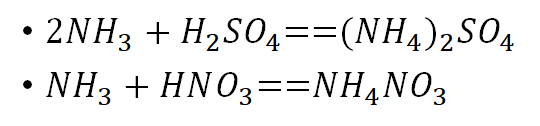 • 2NH₃ + H₂SO₄==(NH₄)₂SO₄
• NH₃ + HNO₃==NH₄NO₃